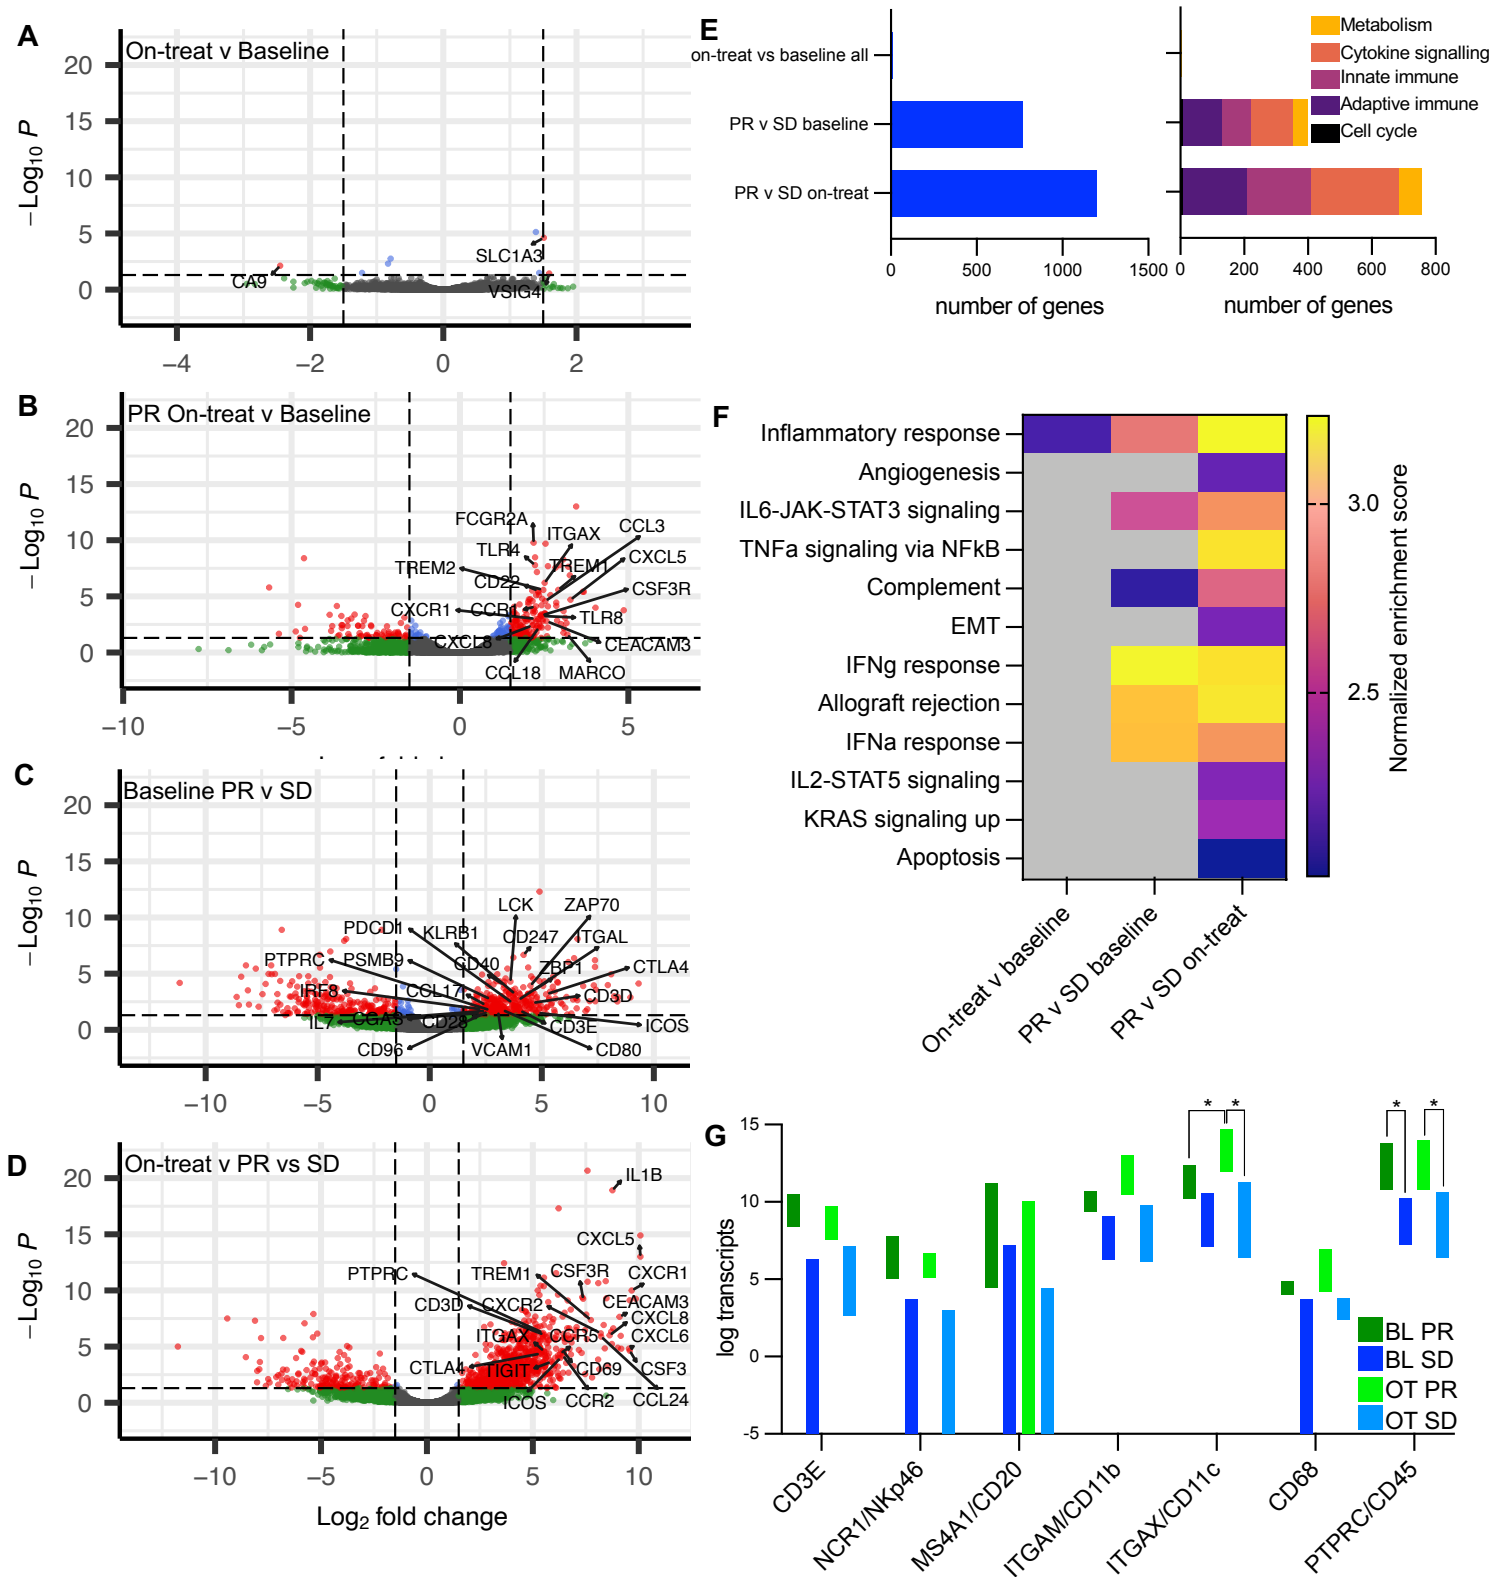 A
On-treat v Baseline
20
15
10
5
0
−Log10 P
SLC1A3
CA9
VSIG4
−4
−2
0
2
B
PR On-treat v Baseline
20
15
10
5
0
−Log10 P
FCGR2A
ITGAX
CCL3
TLR4
TREM1
CXCL5
TREM2
CD22
CSF3R
CXCR1
CCR1
TLR8
CXCL8
CEACAM3
CCL18
MARCO
−10
−5
0
5
C
Baseline PR v SD
20
15
10
5
0
−Log10 P
LCK
ZAP70
PDCD1
KLRB1
CD247
ITGAL
PTPRC
PSMB9
CD40
ZBP1
CTLA4
IRF8
CCL17
CD3D
IL7
CGAS
CD28
CD3E
ICOS
CD96
VCAM1
CD80
−10
−5
0
5
10
D
On-treat v PR vs SD
20
15
10
5
0
−Log10 P
IL1B
CXCL5
PTPRC
TREM1
CSF3R
CXCR1
CD3D
CXCR2
CEACAM3
CXCL8
ITGAX
CCR5
CXCL6
CTLA4
TIGIT
CD69
CSF3
ICOS
CCR2
CCL24
−10
−5
0
5
10
Log2 fold change
E
on-treat vs baseline all
PR v SD baseline
PR v SD on-treat
0
500
1000
1500
number of genes
Metabolism
Cytokine signalling
Innate immune
Adaptive immune
Cell cycle
0
200
400
600
800
number of genes
F
Inflammatory response
Angiogenesis
IL6-JAK-STAT3 signaling
TNFa signaling via NFkB
Complement
EMT
IFNg response
Allograft rejection
IFNa response
IL2-STAT5 signaling
KRAS signaling up
Apoptosis
On-treat v baseline
PR v SD baseline
PR v SD on-treat
3.0
2.5
Normalized enrichment score
G
15
10
5
0
-5
log transcripts
*
*
*
*
BL PR
BL SD
OT PR
OT SD
CD3E
NCR1/NKp46
MS4A1/CD20
ITGAM/CD11b
ITGAX/CD11c
CD68
PTPRC/CD45